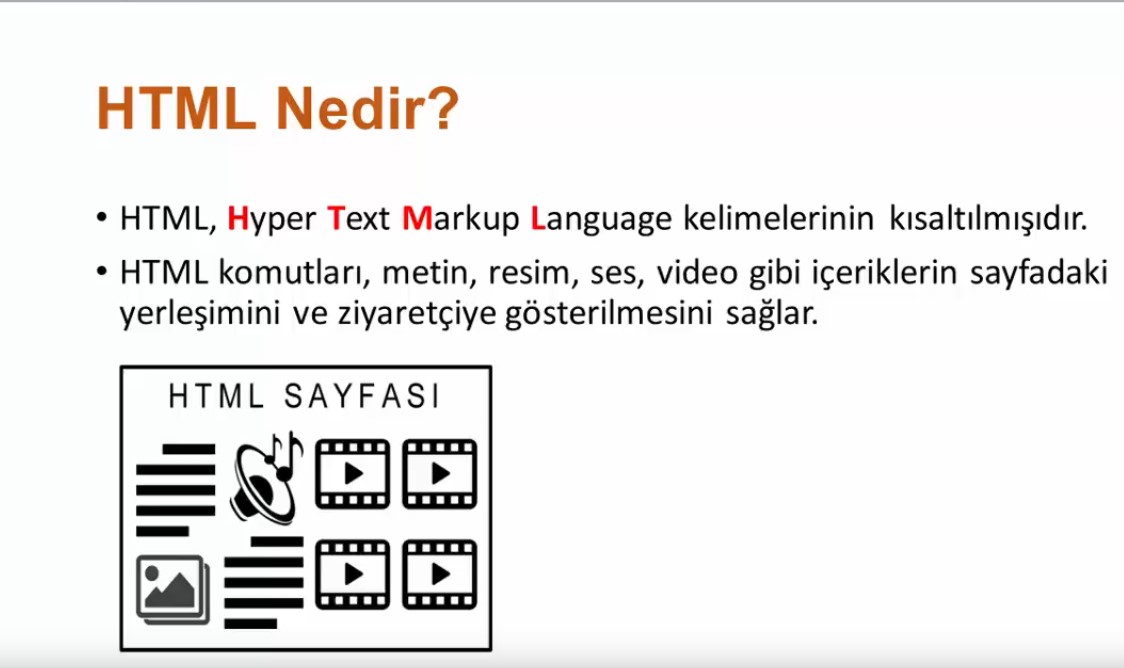 HTML Nedir?
• HTML, Hyper Text Markup Language kelimelerinin kısaltılmışıdır.
• HTML komutları, metin, resim, ses, video gibi içeriklerin sayfadaki
yerleşimini ve ziyaretçiye gösterilmesini sağlar.
HTML SAYFASI